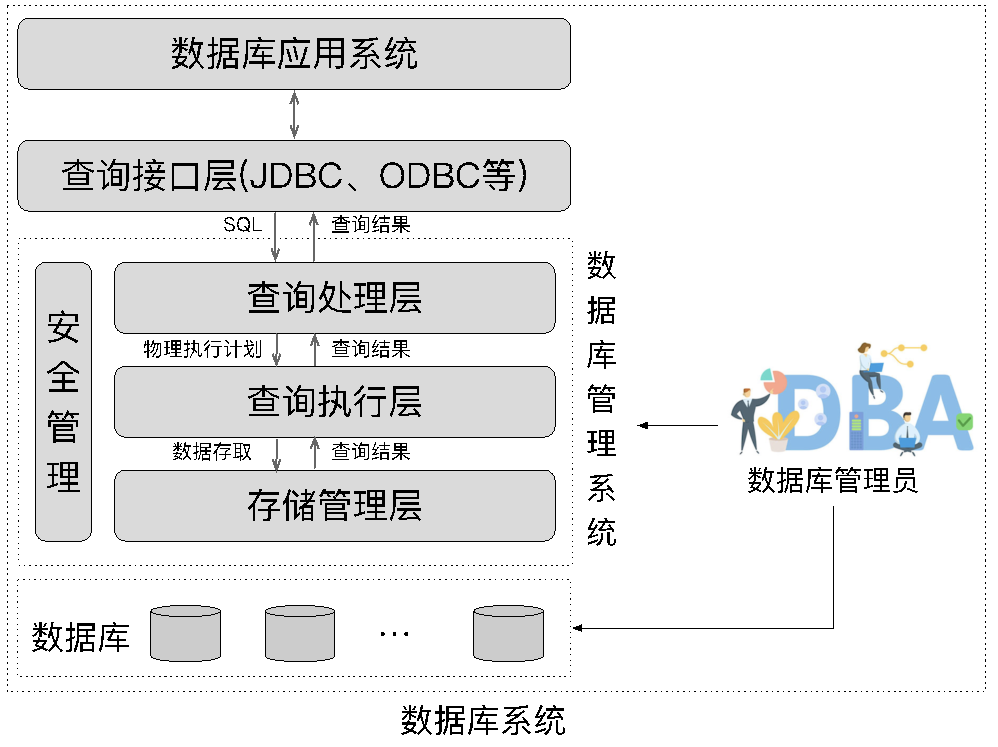 数据库应用系统
查询接口层(JDBC、ODBC等)
SQL
查询结果
安全管理
查询处理层
物理执行计划
查询结果
查询执行层
数据存取
查询结果
存储管理层
数据库管理系统
DBA
数据库管理员
数据库
...
数据库系统